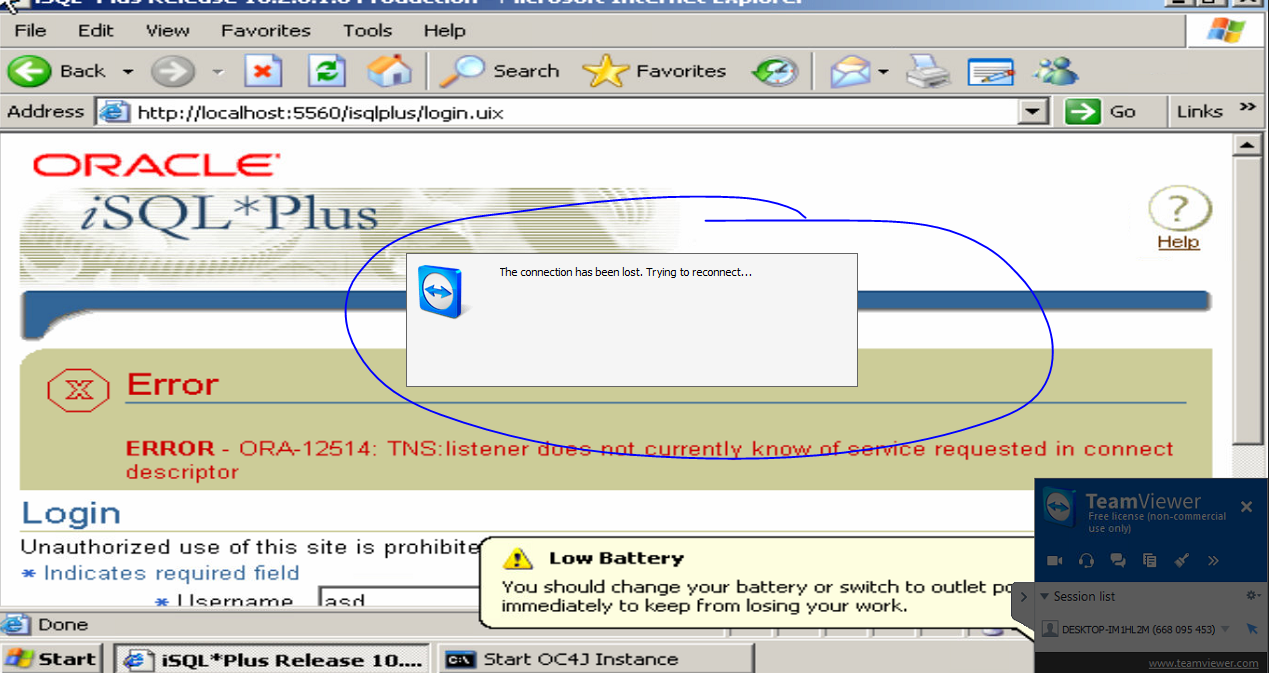 iSQL*Plus Release 10.2.0.1.0 Production - Microsoft Internet Explorer
File Edit View Favorites Tools Help
Back Search Favorites
Address http://localhost:5560/isqlplus/login.uix Go Links »
ORACLE
iSQL*Plus
? Help
The connection has been lost. Trying to reconnect...
Error
ERROR - ORA-12514: TNS:listener does not currently know of service requested in connect
descriptor
Login
Unauthorized use of this site is prohibite
* Indicates required field
* Username asd
Low Battery
You should change your battery or switch to outlet po
immediately to keep from losing your work.
TeamViewer
Free license (non-commercial
use only)
Session list
DESKTOP-IM1HL2M (668 095 453)
www.teamviewer.com
Done
Start iSQL*Plus Release 10.... Start OC4J Instance